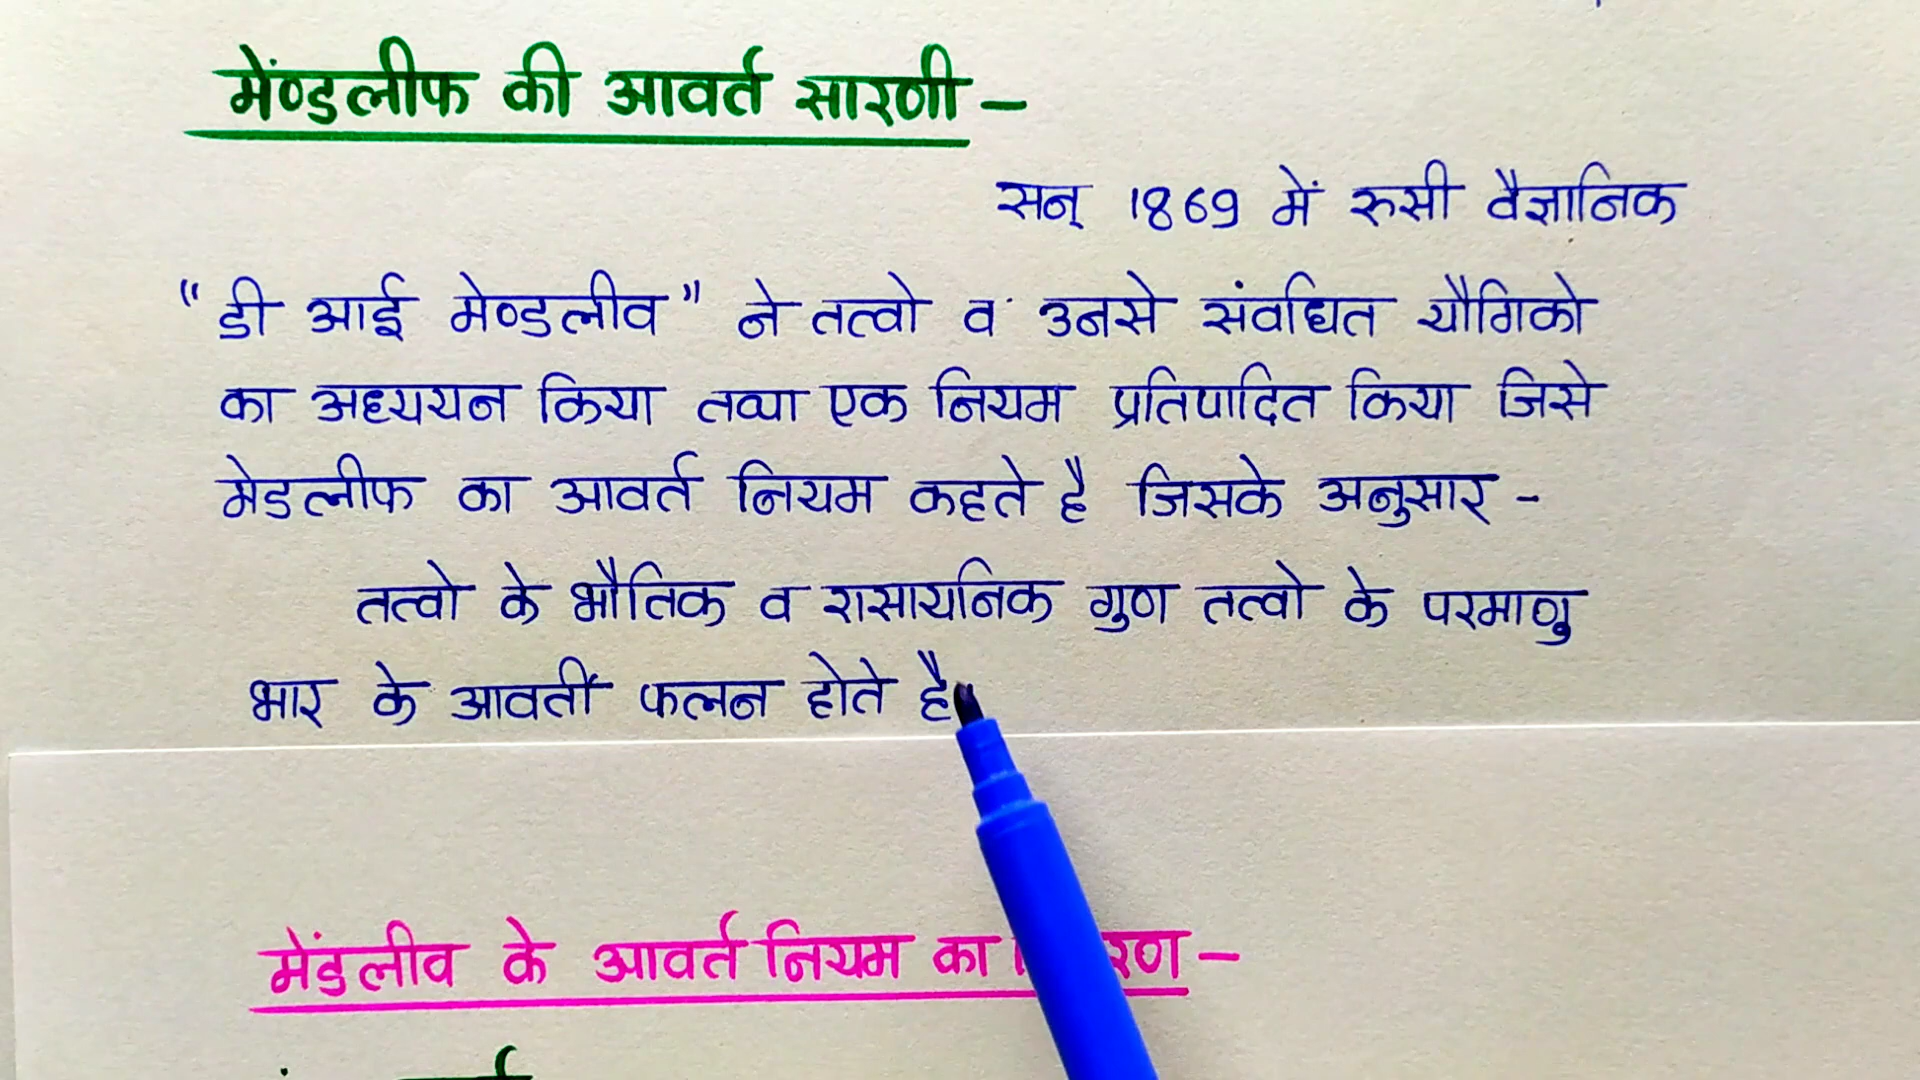 मेंण्डलीफ की आवर्त सारणी –
सन् 1869 में रुसी वैज्ञानिक
"डी आई मेण्डलीव" ने तत्वो व उनसे संवधित यौगिको
का अध्ययन किया तथा एक नियम प्रतिपादित किया जिसे
मेडलीफ का आवर्त नियम कहते है जिसके अनुसार -
तत्वो के भौतिक व रासायनिक गुण तत्वो के परमाणु
भार के आवर्ती फलन होते है
मेंडलीव के आवर्त नियम का –